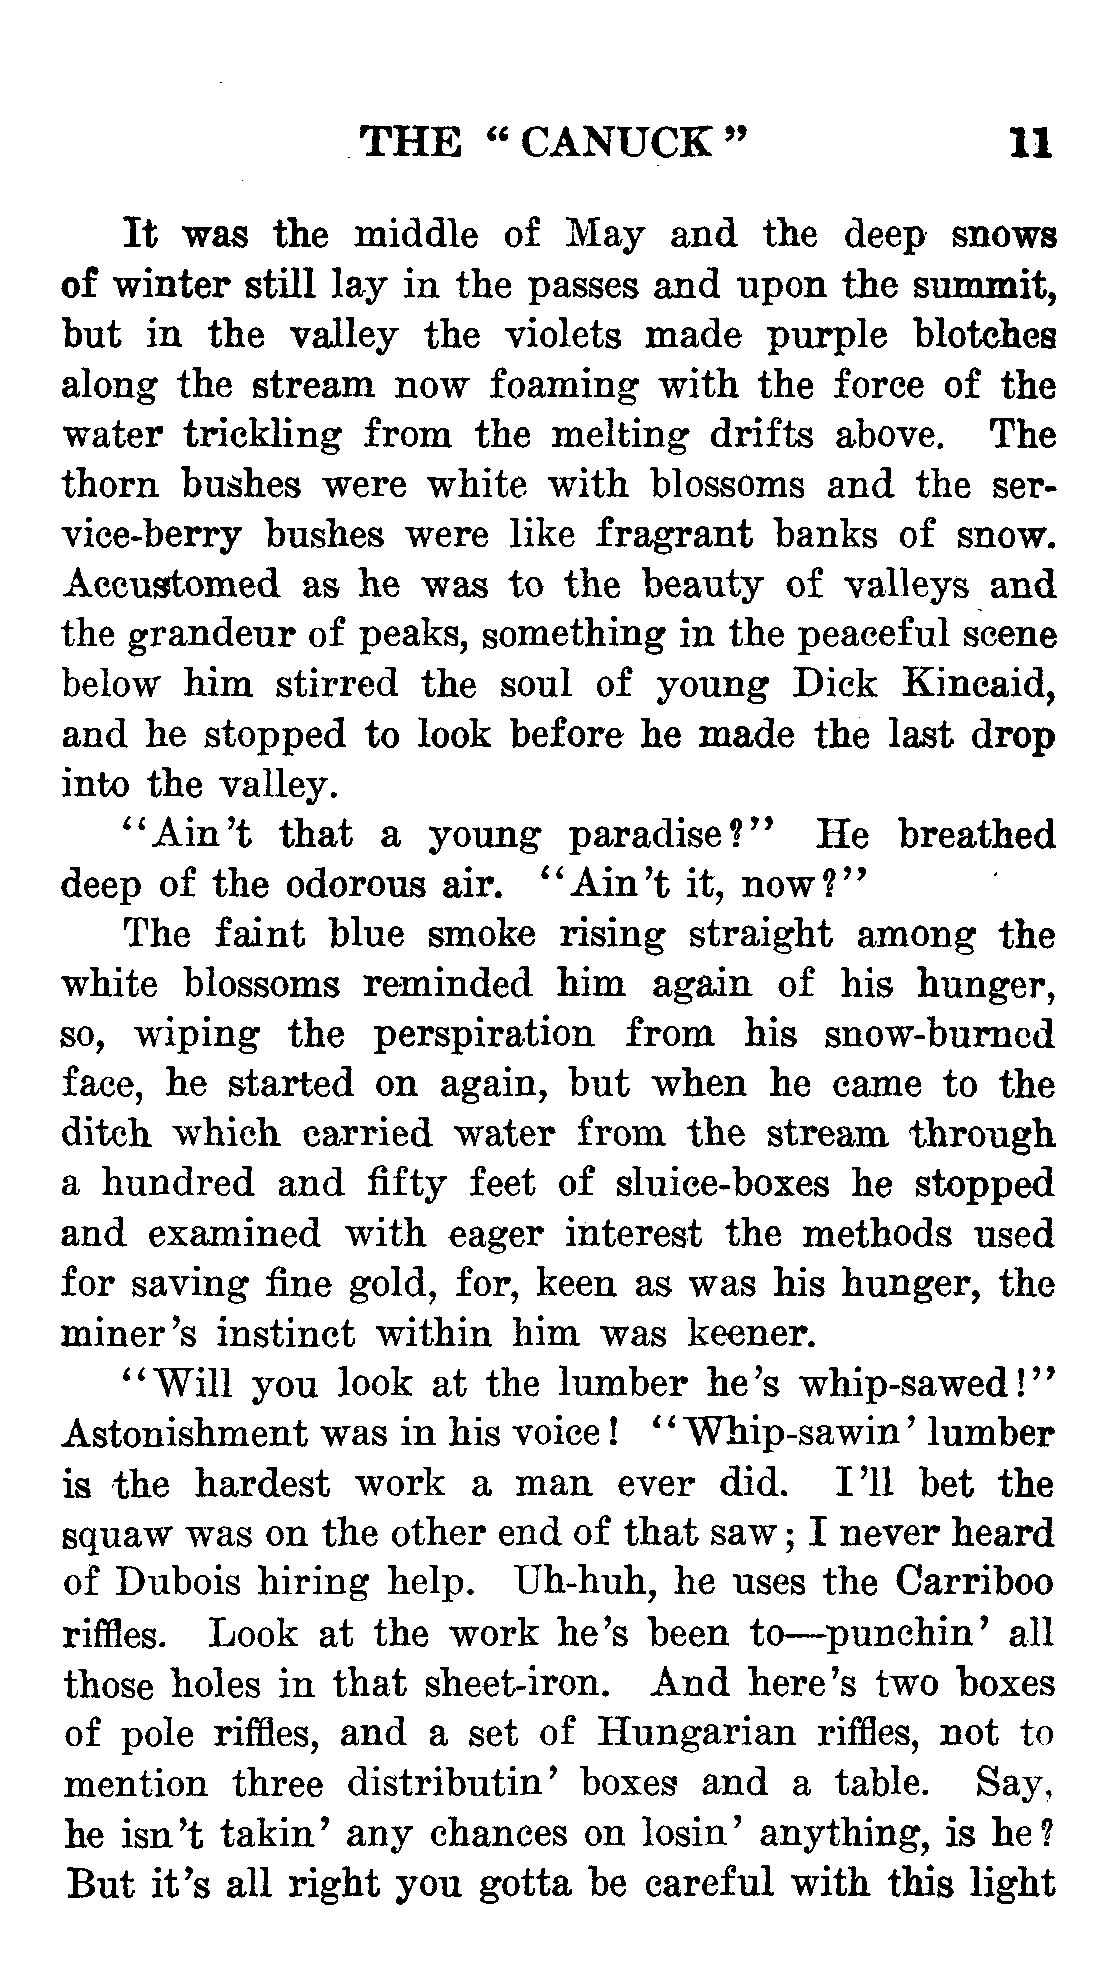 THE "CANUCK" 11
It was the middle of May and the deep snows
of winter still lay in the passes and upon the summit,
but in the valley the violets made purple blotches
along the stream now foaming with the force of the
water trickling from the melting drifts above. The
thorn bushes were white with blossoms and the ser-
vice-berry bushes were like fragrant banks of snow.
Accustomed as he was to the beauty of valleys and
the grandeur of peaks, something in the peaceful scene
below him stirred the soul of young Dick Kincaid,
and he stopped to look before he made the last drop
into the valley.
"Ain't that a young paradise?" He breathed
deep of the odorous air. "Ain't it, now?"
The faint blue smoke rising straight among the
white blossoms reminded him again of his hunger,
so, wiping the perspiration from his snow-burned
face, he started on again, but when he came to the
ditch which carried water from the stream through
a hundred and fifty feet of sluice-boxes he stopped
and examined with eager interest the methods used
for saving fine gold, for, keen as was his hunger, the
miner's instinct within him was keener.
"Will you look at the lumber he's whip-sawed!"
Astonishment was in his voice! "Whip-sawin' lumber
is the hardest work a man ever did. I'll bet the
squaw was on the other end of that saw; I never heard
of Dubois hiring help. Uh-huh, he uses the Carriboo
riffles. Look at the work he's been to—punchin' all
those holes in that sheet-iron. And here's two boxes
of pole riffles, and a set of Hungarian riffles, not to
mention three distributin' boxes and a table. Say,
he isn't takin' any chances on losin' anything, is he?
But it's all right you gotta be careful with this light